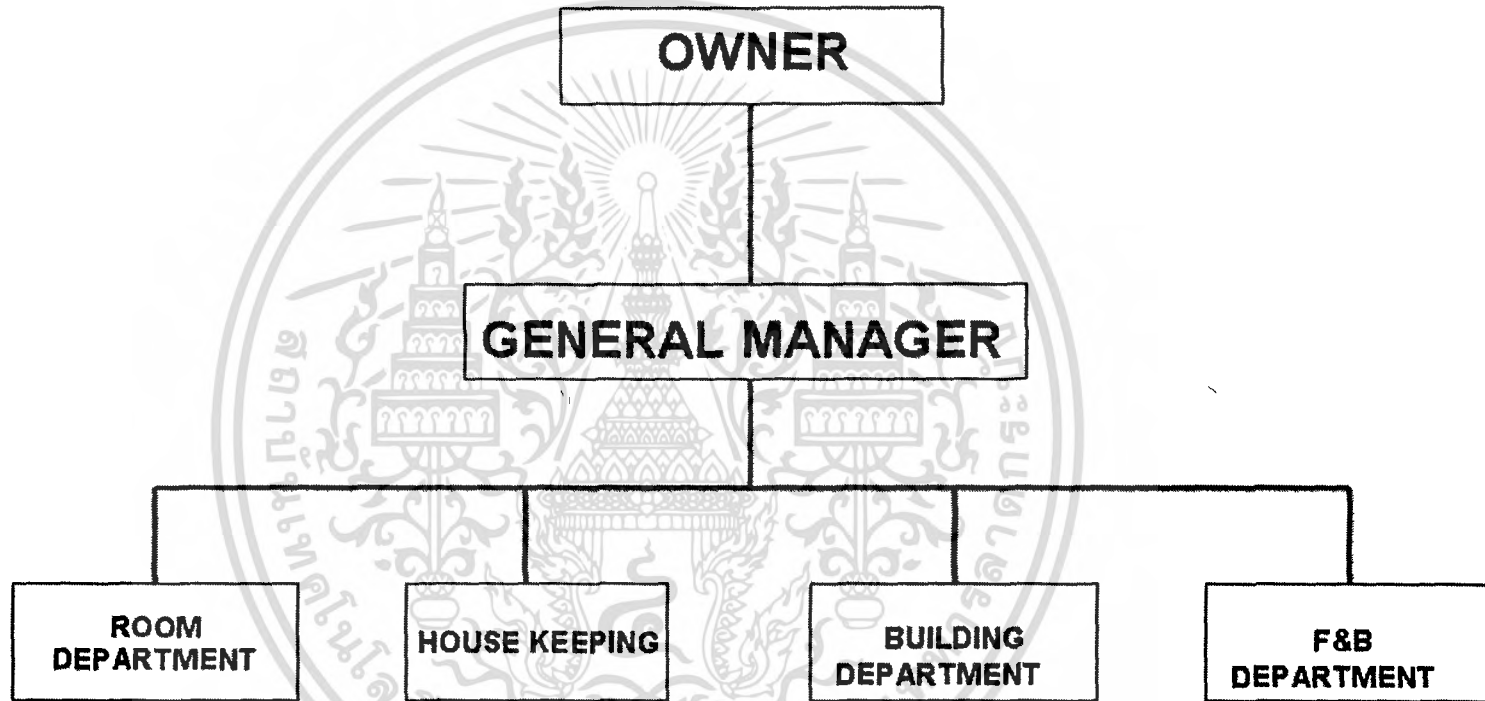 OWNER
GENERAL MANAGER
ROOM
DEPARTMENT
HOUSE KEEPING
BUILDING
DEPARTMENT
F&B
DEPARTMENT